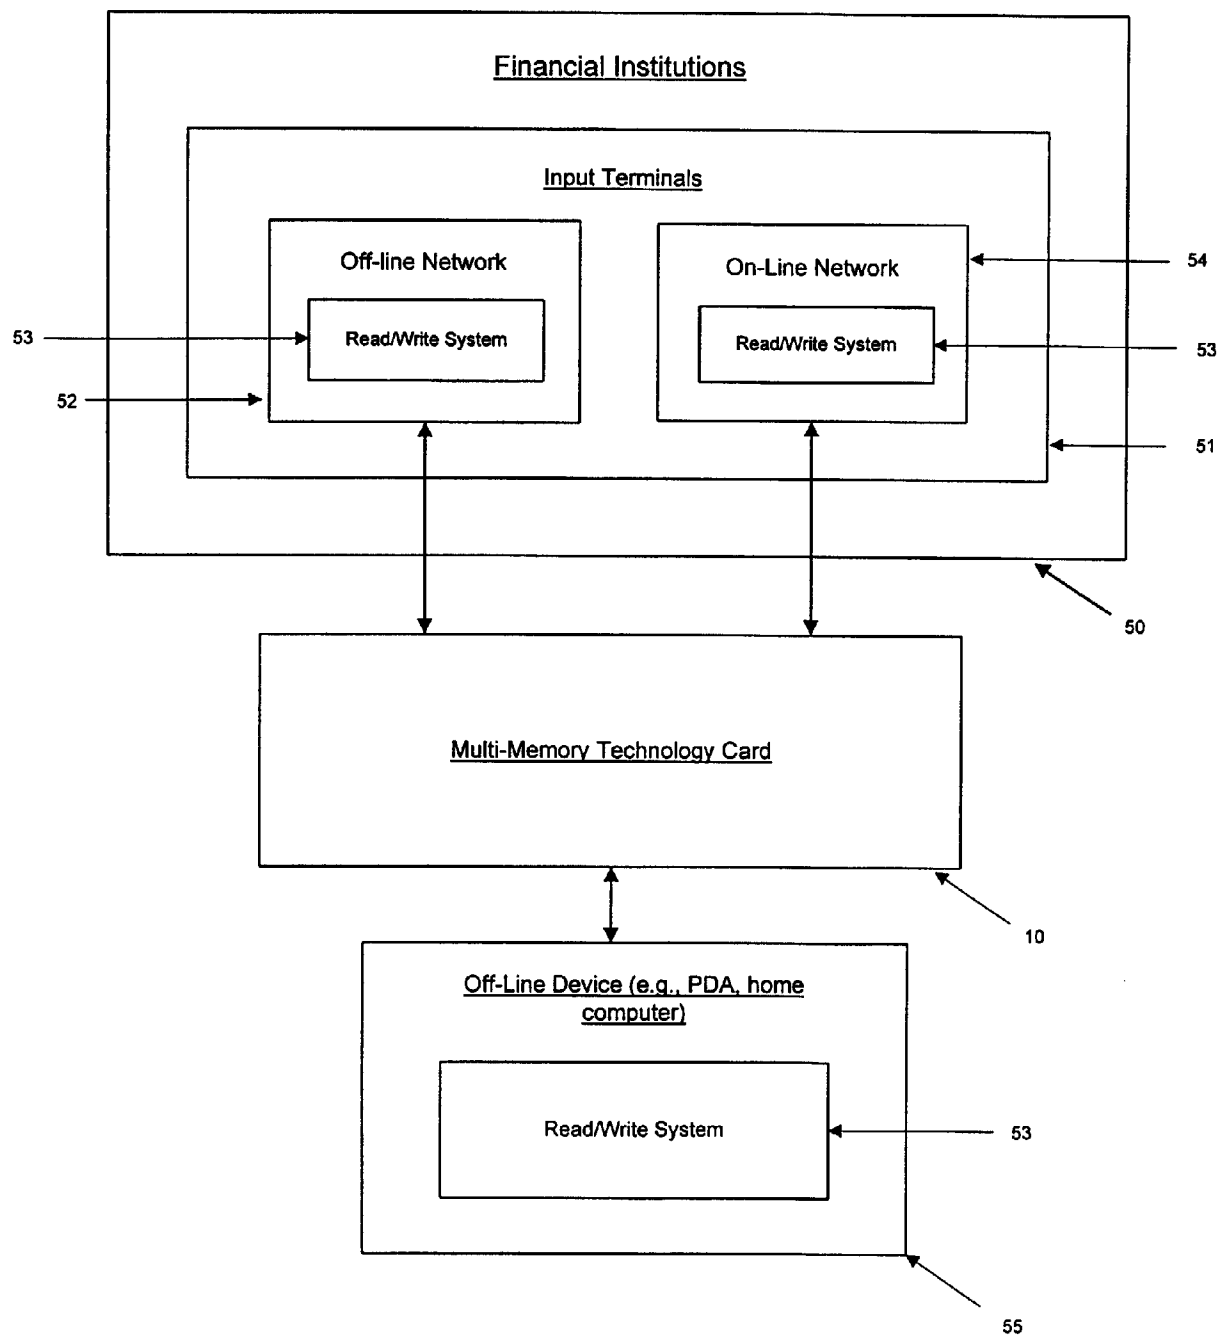 Financial Institutions
Input Terminals
Off-line Network
On-Line Network
54
53
Read/Write System
Read/Write System
53
52
51
50
Multi-Memory Technology Card
10
Off-Line Device (e.g., PDA, home
computer)
Read/Write System
53
55